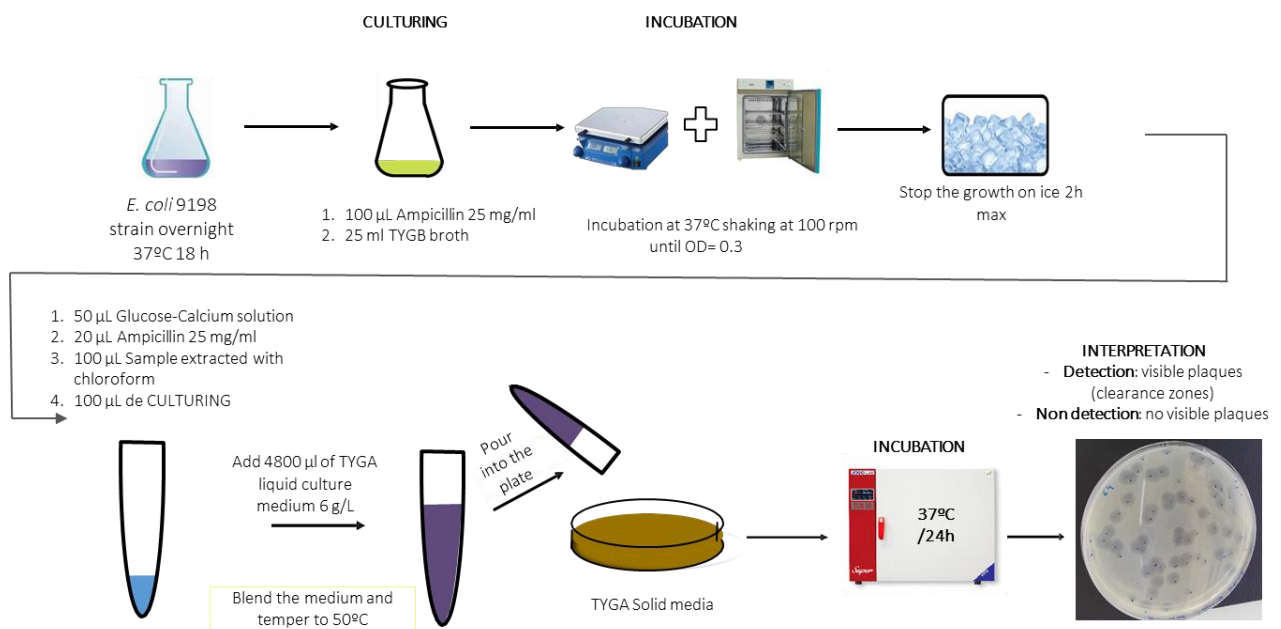 CULTURING
INCUBATION
E. coli 9198
strain overnight
37ºC 18 h
1. 100 µL Ampicillin 25 mg/ml
2. 25 ml TYGB broth
Incubation at 37ºC shaking at 100 rpm
until OD= 0.3
Stop the growth on ice 2h
max
1. 50 µL Glucose-Calcium solution
2. 20 µL Ampicillin 25 mg/ml
3. 100 µL Sample extracted with
chloroform
4. 100 µL de CULTURING
Add 4800 µl of TYGA
liquid culture
medium 6 g/L
Blend the medium and
temper to 50ºC
Pour
into the
plate
TYGA Solid media
INCUBATION
37ºC
/24h
INTERPRETATION
- Detection: visible plaques
(clearance zones)
- Non detection: no visible plaques